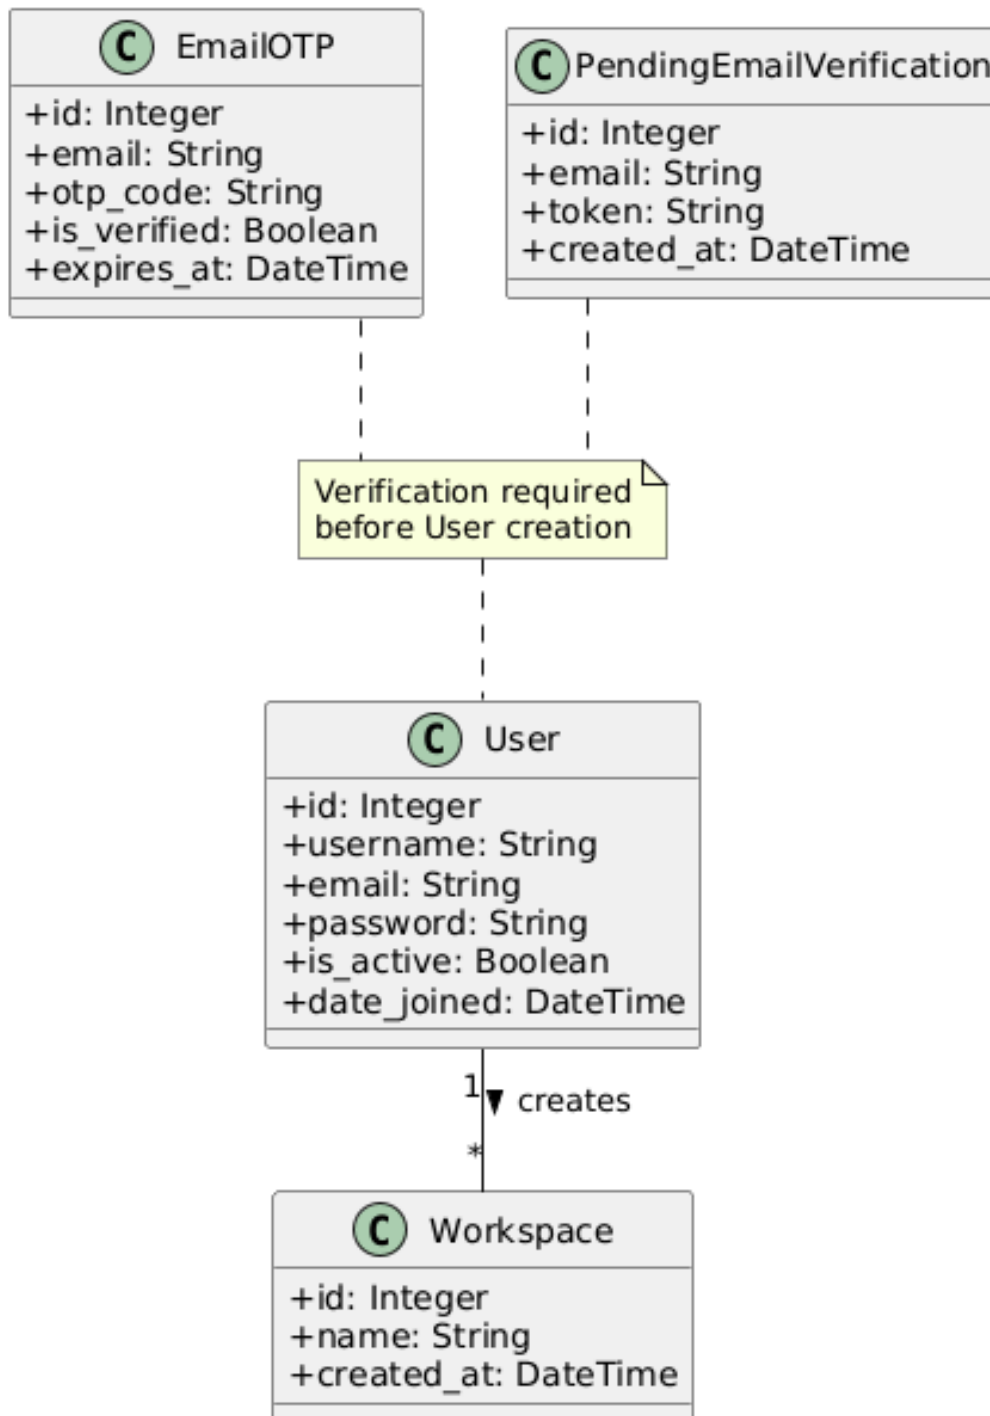 C EmailOTP
+id: Integer
+email: String
+otp_code: String
+is_verified: Boolean
+expires_at: DateTime
C PendingEmailVerification
+id: Integer
+email: String
+token: String
+created_at: DateTime
Verification required
before User creation
C User
+id: Integer
+username: String
+email: String
+password: String
+is_active: Boolean
+date_joined: DateTime
1
creates
*
C Workspace
+id: Integer
+name: String
+created_at: DateTime